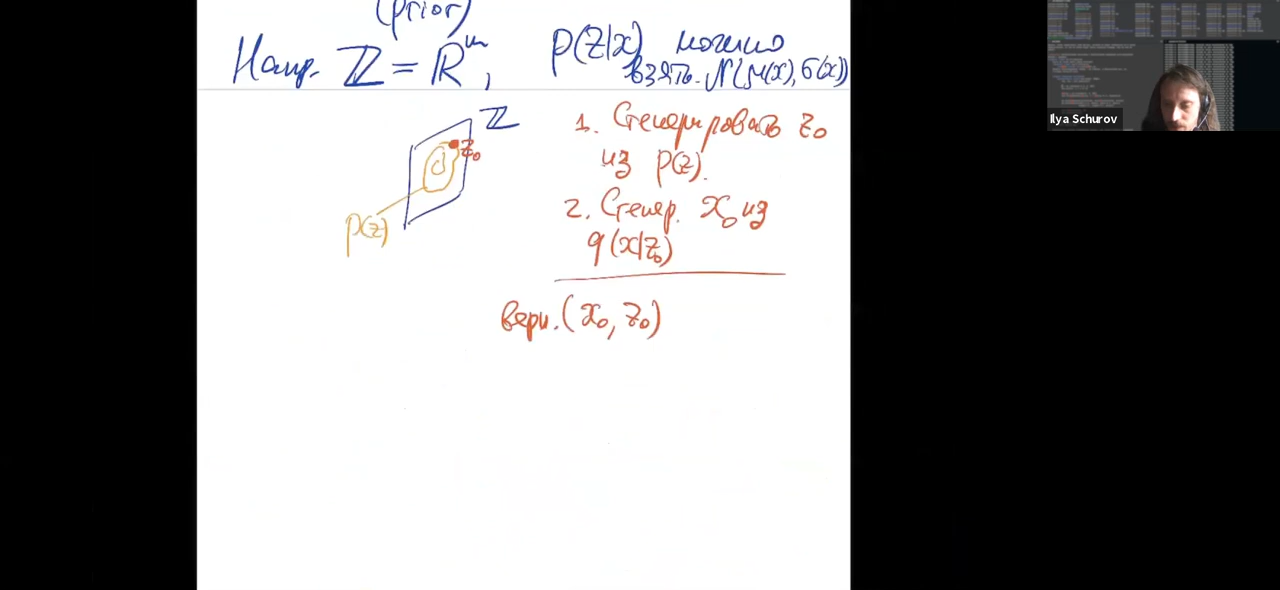 (prior)
Напр. ℤ = ℝᵐ, p(z|x) можно
взять. 𝒩(μ(x), σ(x))
ℤ
z₀
p(z)
1. Сгенерировать z₀
из p(z).
2. Сгенер. x₀ из
q(x|z₀)
верн. (x₀, z₀)
Ilya Schurov